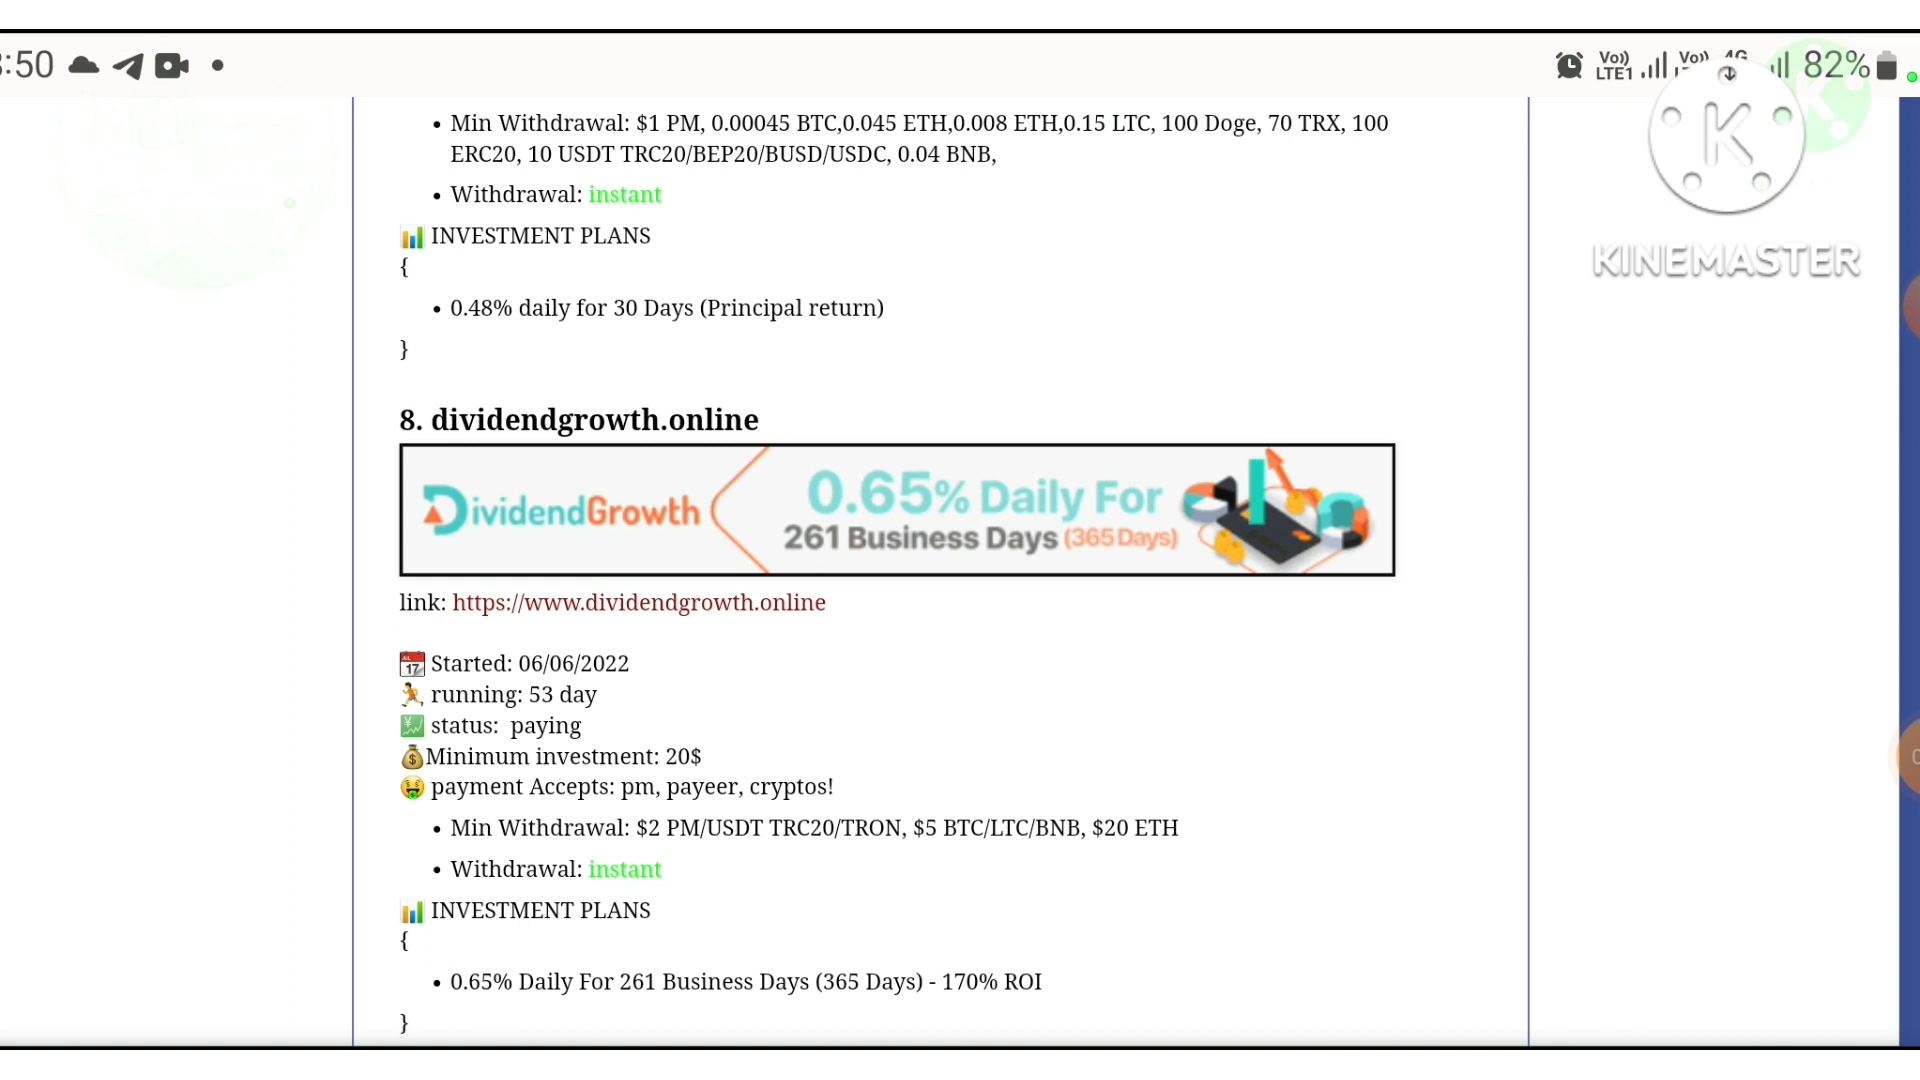 :50
Vo)) LTE1
Vo))
4G
82%
• Min Withdrawal: $1 PM, 0.00045 BTC,0.045 ETH,0.008 ETH,0.15 LTC, 100 Doge, 70 TRX, 100
ERC20, 10 USDT TRC20/BEP20/BUSD/USDC, 0.04 BNB,
• Withdrawal: instant
K
KINEMASTER
INVESTMENT PLANS
{
• 0.48% daily for 30 Days (Principal return)
}
8. dividendgrowth.online
DividendGrowth
0.65% Daily For
261 Business Days (365 Days)
link: https://www.dividendgrowth.online
Started: 06/06/2022
running: 53 day
status: paying
Minimum investment: 20$
payment Accepts: pm, payeer, cryptos!
• Min Withdrawal: $2 PM/USDT TRC20/TRON, $5 BTC/LTC/BNB, $20 ETH
• Withdrawal: instant
INVESTMENT PLANS
{
• 0.65% Daily For 261 Business Days (365 Days) - 170% ROI
}